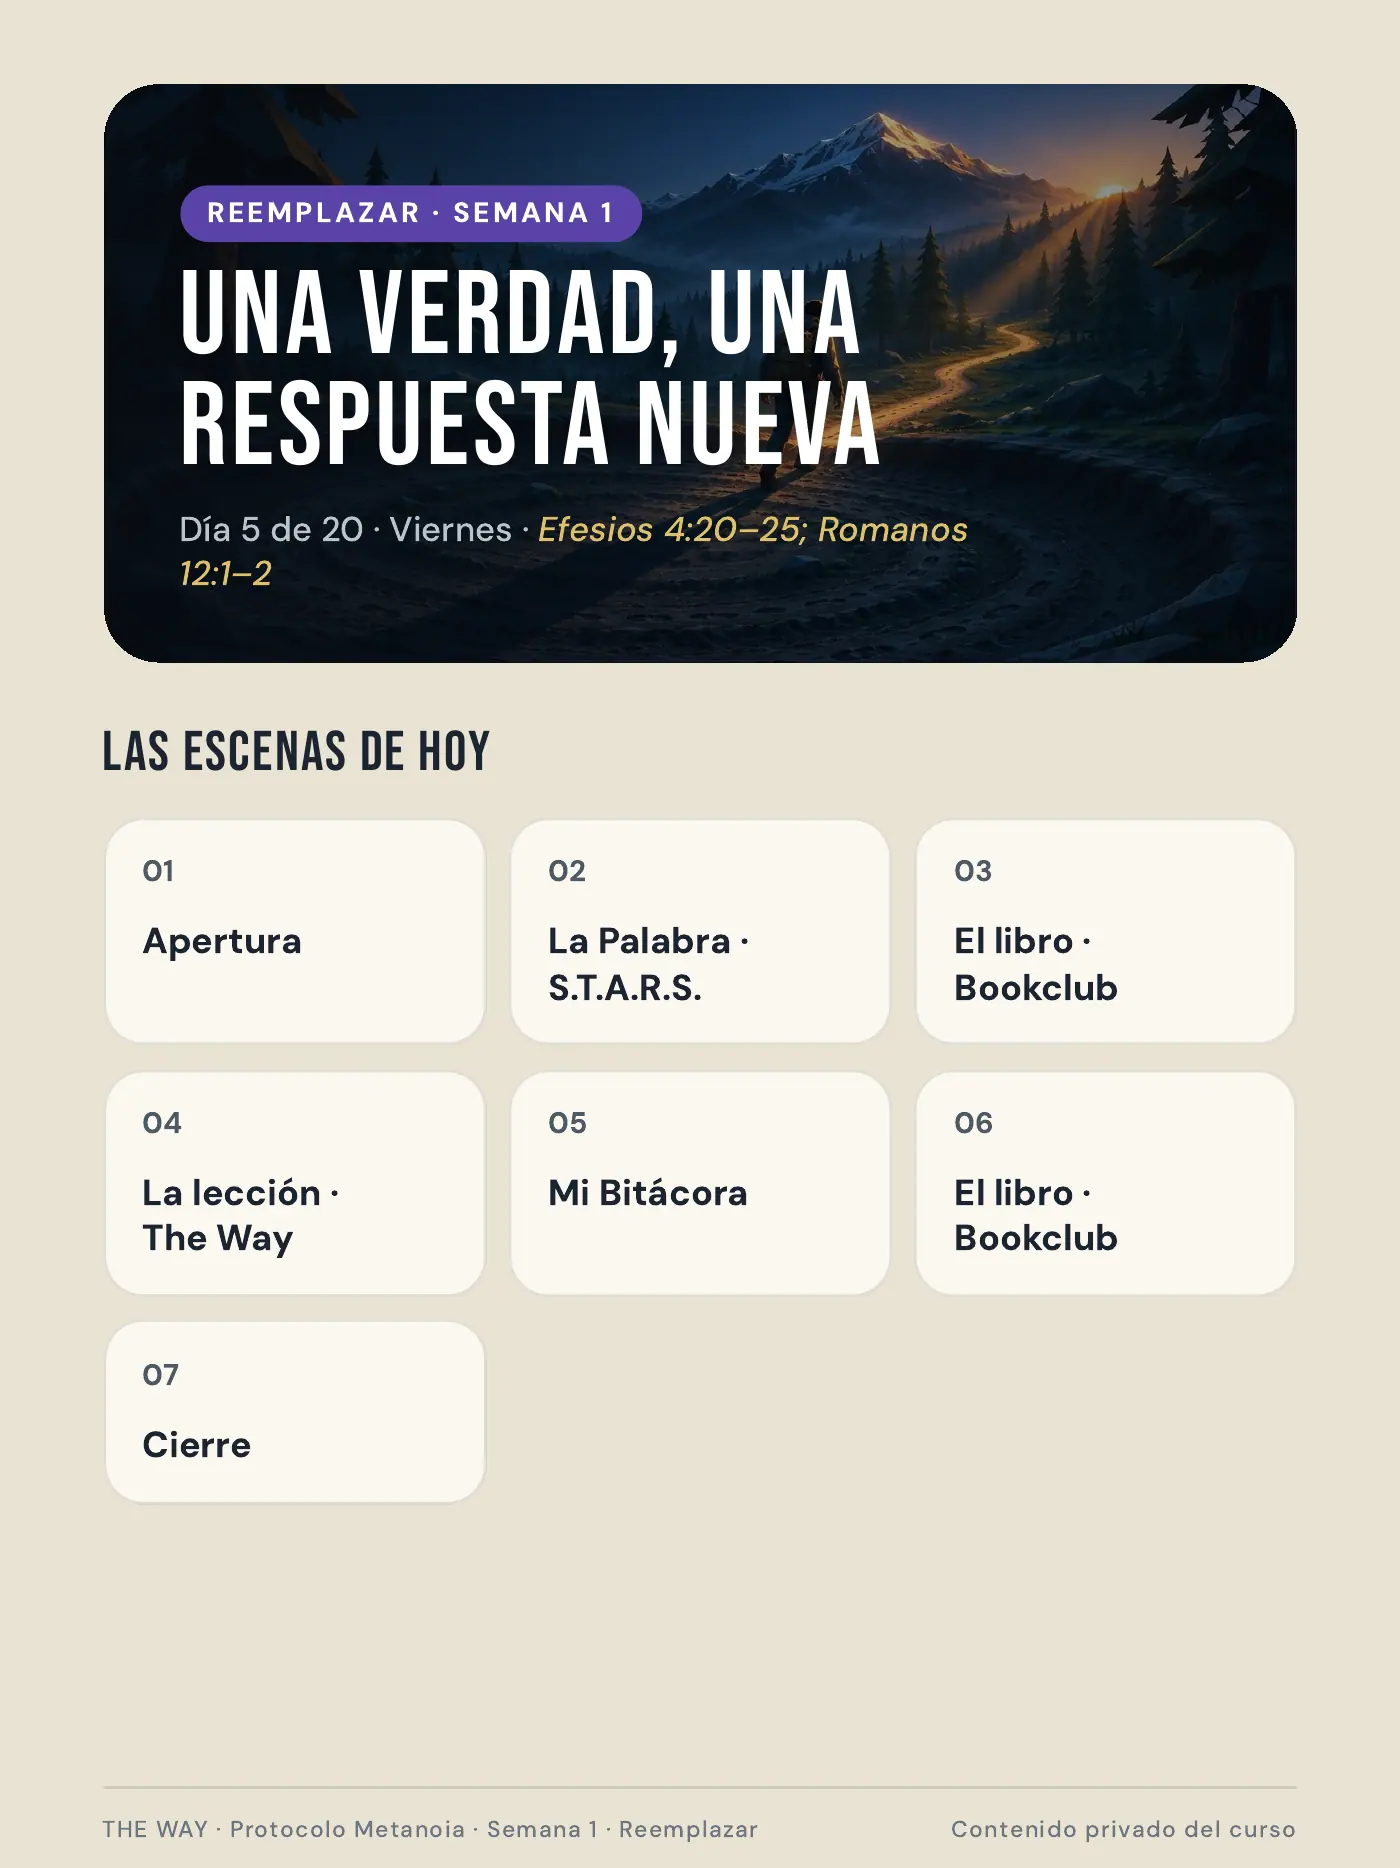 REEMPLAZAR · SEMANA 1
UNA VERDAD, UNA
RESPUESTA NUEVA
Día 5 de 20 · Viernes · Efesios 4:20–25; Romanos
12:1–2
LAS ESCENAS DE HOY
01
Apertura
02
La Palabra ·
S.T.A.R.S.
03
El libro ·
Bookclub
04
La lección ·
The Way
05
Mi Bitácora
06
El libro ·
Bookclub
07
Cierre
THE WAY · Protocolo Metanoia · Semana 1 · Reemplazar
Contenido privado del curso